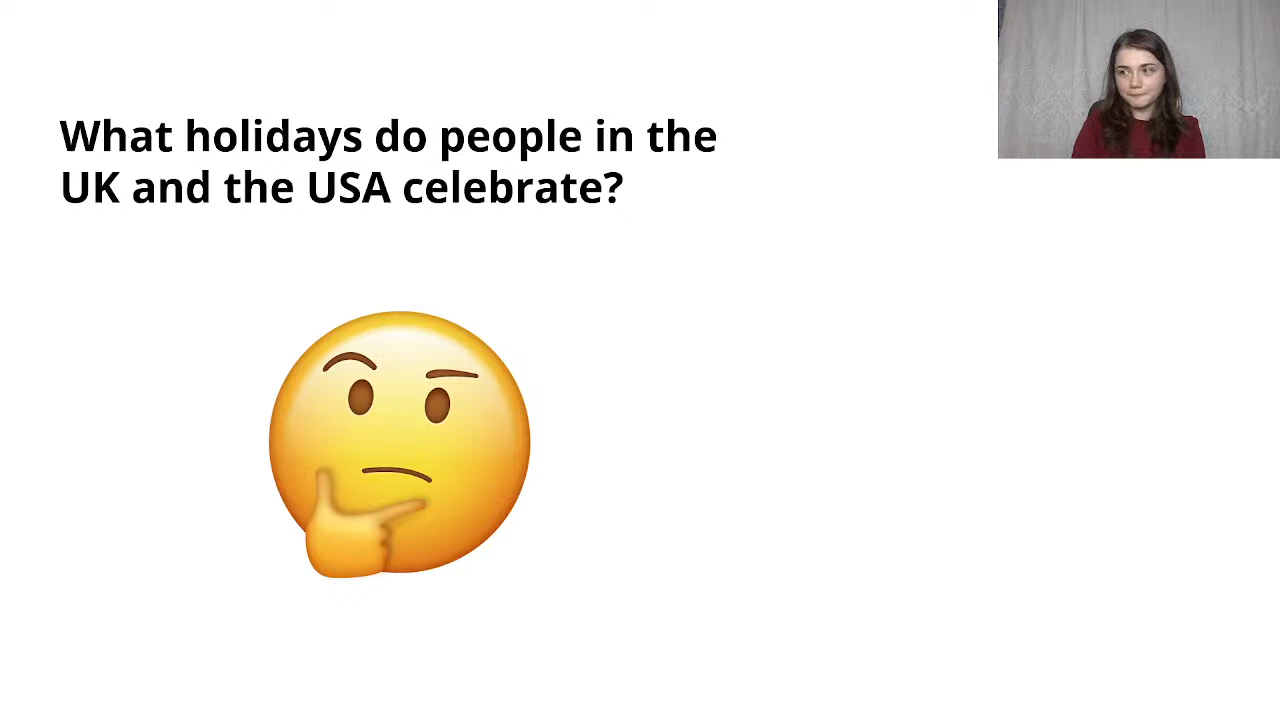 What holidays do people in the
UK and the USA celebrate?